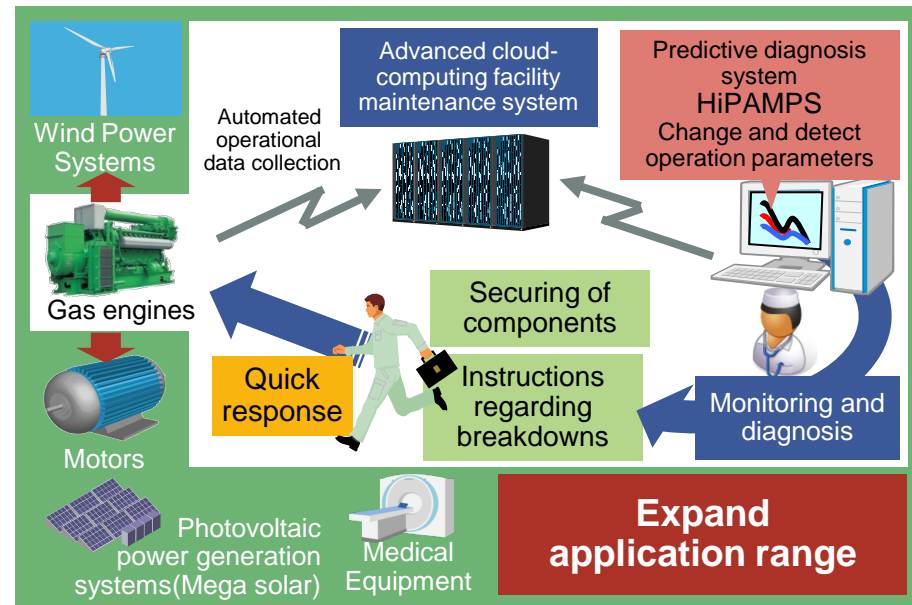 Wind Power
Systems
Automated
operational
data collection
Advanced cloud-
computing facility
maintenance system
Predictive diagnosis
system
HiPAMPS
Change and detect
operation parameters
Gas engines
Securing of
components
Quick
response
Instructions
regarding
breakdowns
Monitoring and
diagnosis
Motors
Photovoltaic
power generation
systems(Mega solar)
Medical
Equipment
Expand
application range